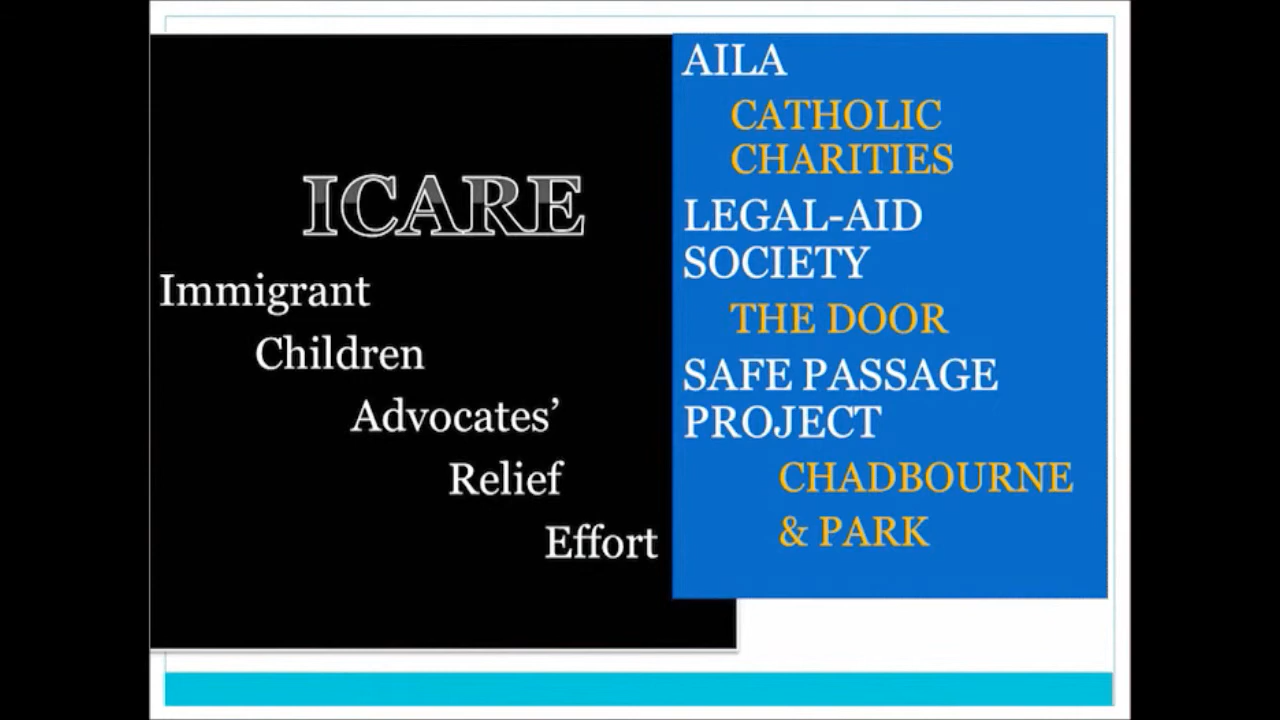 ICARE
Immigrant
Children
Advocates’
Relief
Effort
AILA
CATHOLIC
CHARITIES
LEGAL-AID
SOCIETY
THE DOOR
SAFE PASSAGE
PROJECT
CHADBOURNE
& PARK